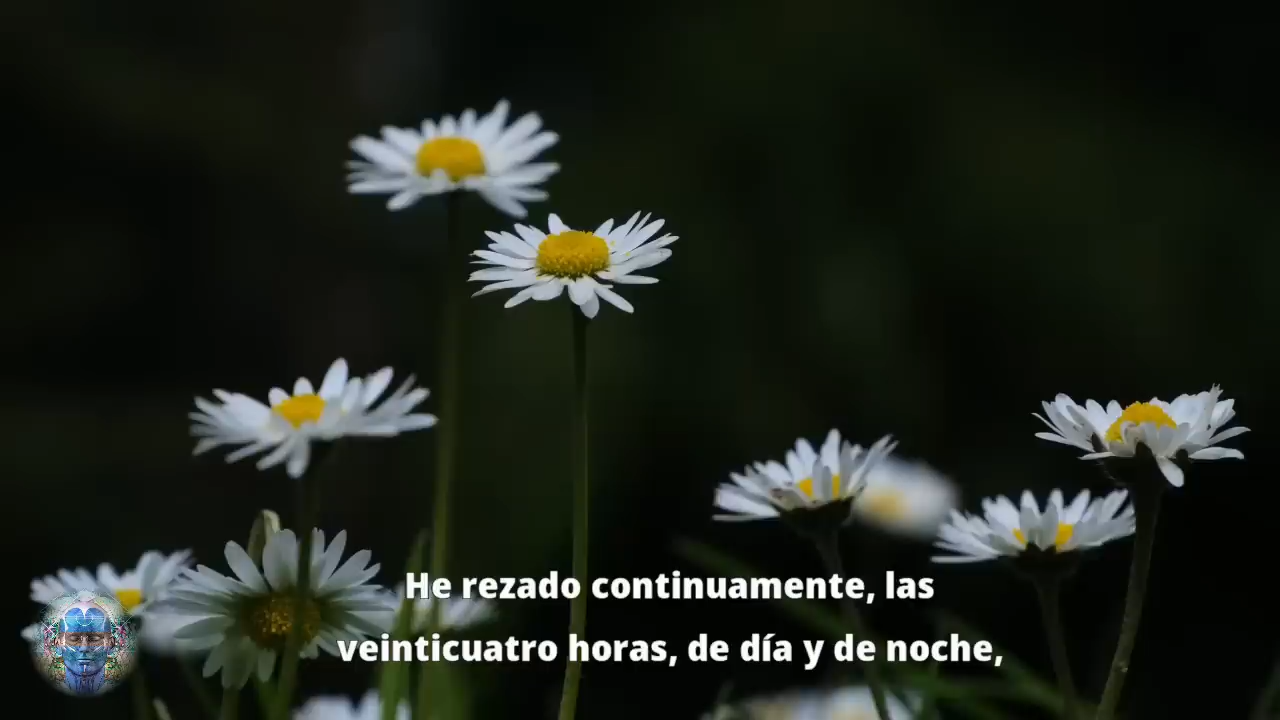 He rezado continuamente, las
veinticuatro horas, de día y de noche,